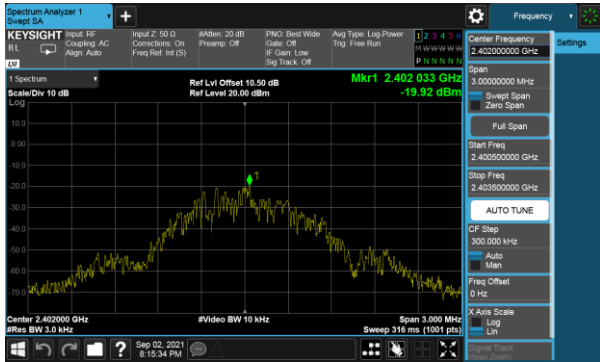 Spectrum Analyzer 1
Swept SA
Frequency
KEYSIGHT
Input: RF
Input Z: 50 Ω
#Atten: 20 dB
PNO: Best Wide
Avg Type: Log-Power
1 2 3 4 5 6
RL
Coupling: AC
Corrections: On
Preamp: Off
Gate: Off
Trig: Free Run
M W W W W W
Align: Auto
Freq Ref: Int (S)
IF Gain: Low
P N N N N N
Sig Track: Off
1 Spectrum
Scale/Div 10 dB
Ref Lvl Offset 10.50 dB
Ref Level 20.00 dBm
Mkr1 2.402 033 GHz
-19.92 dBm
Log
10.0
0.00
-10.0
-20.0
-30.0
-40.0
-50.0
-60.0
-70.0
1
Center 2.402000 GHz
#Video BW 10 kHz
Span 3.000 MHz
#Res BW 3.0 kHz
Sweep 316 ms (1001 pts)
Sep 02, 2021
8:15:34 PM
Center Frequency
2.402000000 GHz
Settings
Span
3.00000000 MHz
Swept Span
Zero Span
Full Span
Start Freq
2.400500000 GHz
Stop Freq
2.403500000 GHz
AUTO TUNE
CF Step
300.000 kHz
Auto
Man
Freq Offset
0 Hz
X Axis Scale
Log
Lin
Signal Track
(Span Zoom)